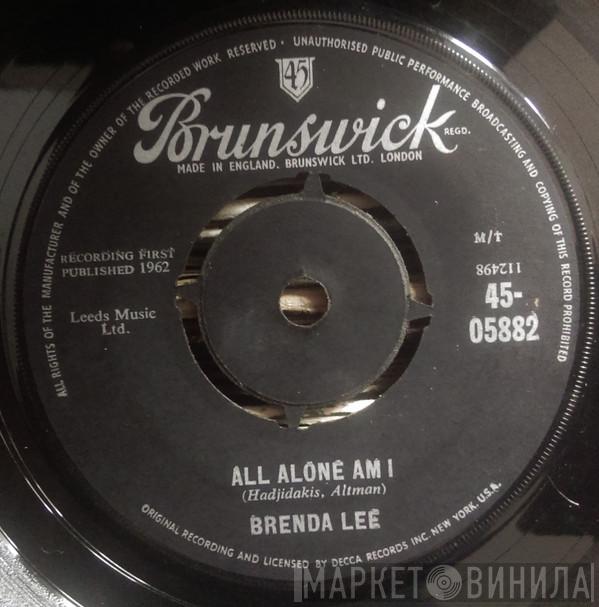 ALL RIGHTS OF THE MANUFACTURER AND OF THE OWNER OF THE RECORDED WORK RESERVED · UNAUTHORISED PUBLIC PERFORMANCE BROADCASTING AND COPYING OF THIS RECORD PROHIBITED
45
Brunswick
REGD.
MADE IN ENGLAND. BRUNSWICK LTD. LONDON
RECORDING FIRST
PUBLISHED 1962
Leeds Music
Ltd.
M/T
112498
45-
05882
ALL ALONE AM I
(Hadjidakis, Altman)
BRENDA LEE
ORIGINAL RECORDING AND LICENSED BY DECCA RECORDS INC. NEW YORK. U.S.A.
МАРКЕТ ВИНИЛА